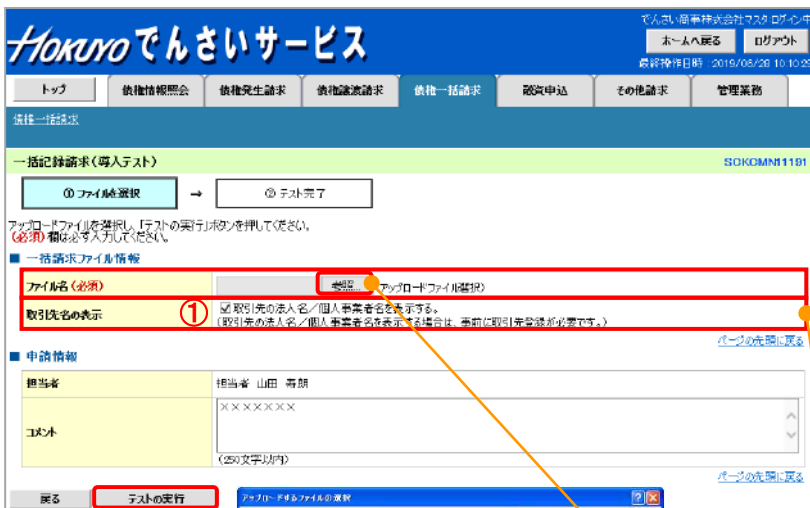 でんさい商事株式会社マスタ ログイン中
HOKUYOでんさいサービス
ホームへ戻る ログアウト
最終操作日時：2019/06/28 10:10:29
トップ 債権情報照会 債権発生請求 債権譲渡請求 債権一括請求 融資申込 その他請求 管理業務
債権一括請求
一括記録請求(導入テスト) SCKCMN11191
① ファイルを選択 → ② テスト完了
アップロードファイルを選択し、「テストの実行」ボタンを押してください。
(必須)欄は必ず入力してください。
■ 一括請求ファイル情報
ファイル名(必須) 参照... (アップロードファイル選択)
①
取引先名の表示 取引先の法人名／個人事業者名を表示する。
(取引先の法人名／個人事業者名を表示する場合は、事前に取引先登録が必要です。)
ページの先頭に戻る
■ 申請情報
担当者 担当者 山田 寿朗
コメント ×××××××
(250文字以内)
ページの先頭に戻る
戻る テストの実行 アップロードするファイルの選択